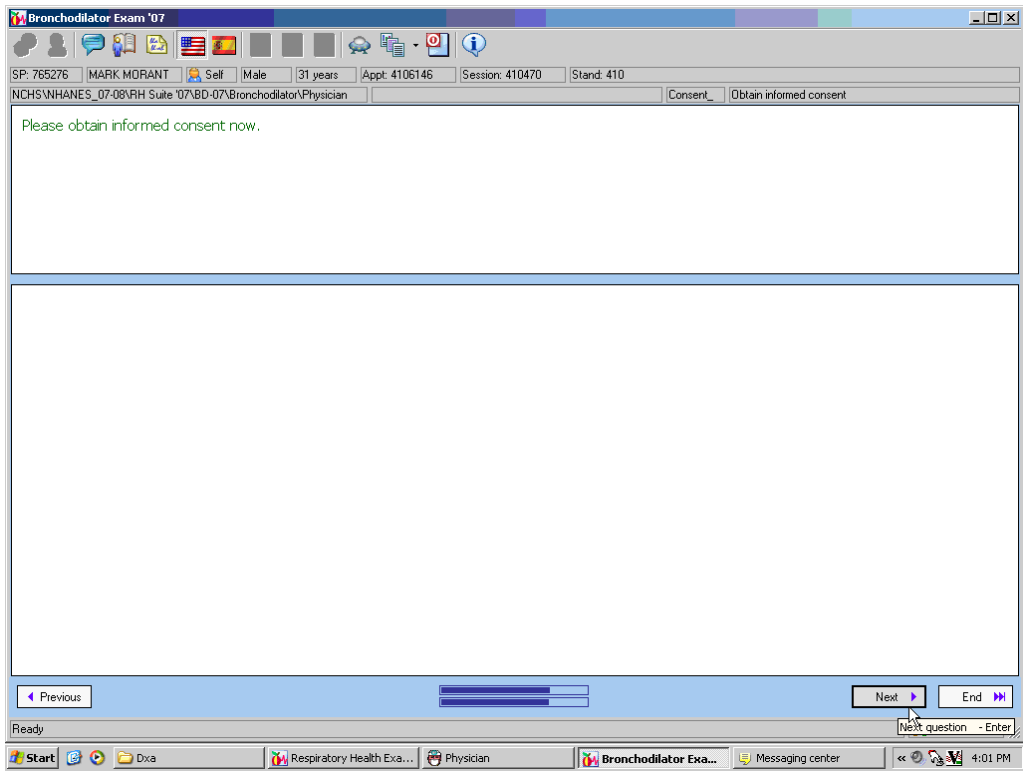 Bronchodilator Exam '07
SP: 765276 MARK MORANT Self Male 31 years Appt: 4106146 Session: 410470 Stand: 410
NCHS\NHANES_07-08\RH Suite '07\BD-07\Bronchodilator\Physician Consent_ Obtain informed consent
Please obtain informed consent now.
Previous Next End
Ready Next question - Enter
Start Dxa Respiratory Health Exa... Physician Bronchodilator Exa... Messaging center « 4:01 PM